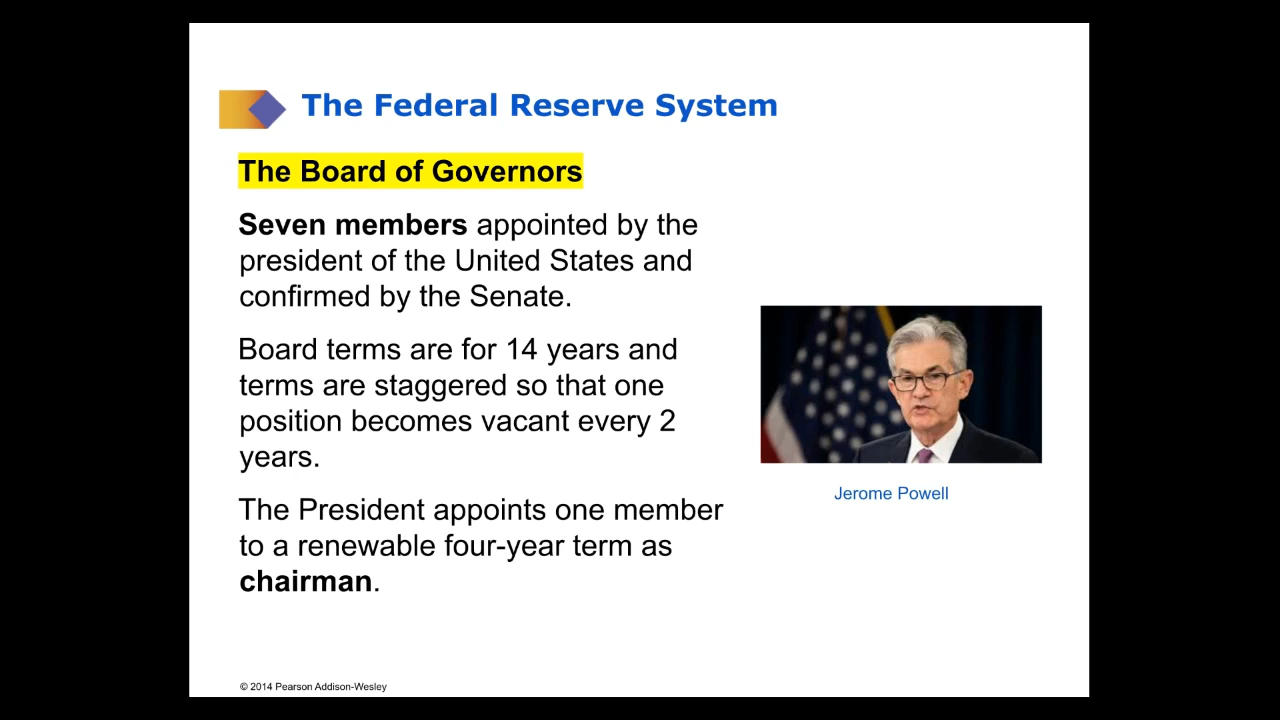 The Federal Reserve System
The Board of Governors
Seven members appointed by the
president of the United States and
confirmed by the Senate.
Board terms are for 14 years and
terms are staggered so that one
position becomes vacant every 2
years.
The President appoints one member
to a renewable four-year term as
chairman.
Jerome Powell
© 2014 Pearson Addison-Wesley